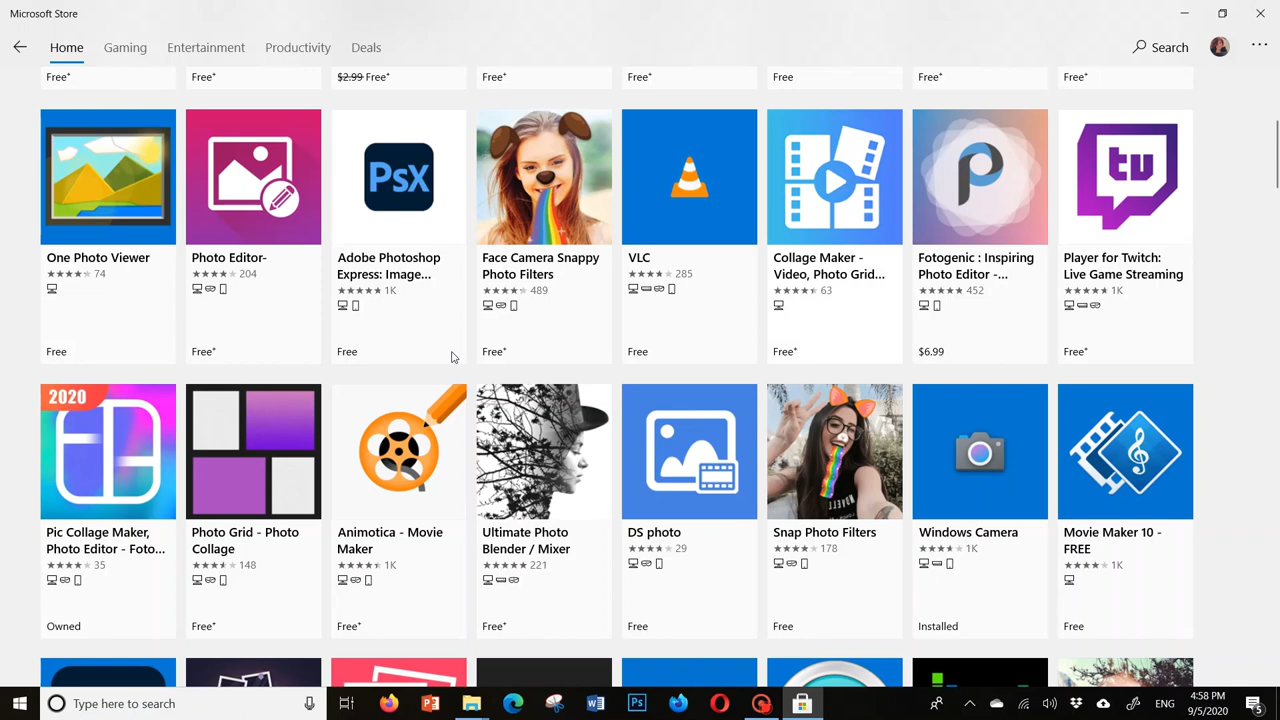 Microsoft Store
Home Gaming Entertainment Productivity Deals Search
Free* Free* $2.99 Free* Free* Free* Free Free* Free*
PsX
tv
One Photo Viewer
74
Free
Photo Editor-
204
Free*
Adobe Photoshop
Express: Image...
1K
Free
Face Camera Snappy
Photo Filters
489
Free*
VLC
285
Free
Collage Maker -
Video, Photo Grid...
63
Free*
Fotogenic : Inspiring
Photo Editor -...
452
$6.99
Player for Twitch:
Live Game Streaming
1K
Free*
2020
Pic Collage Maker,
Photo Editor - Foto...
35
Owned
Photo Grid - Photo
Collage
148
Free*
Animotica - Movie
Maker
1K
Free*
Ultimate Photo
Blender / Mixer
221
Free*
DS photo
29
Free
Snap Photo Filters
178
Free
Windows Camera
1K
Installed
Movie Maker 10 -
FREE
1K
Free
Type here to search
Ps
ENG
4:58 PM
9/5/2020
5